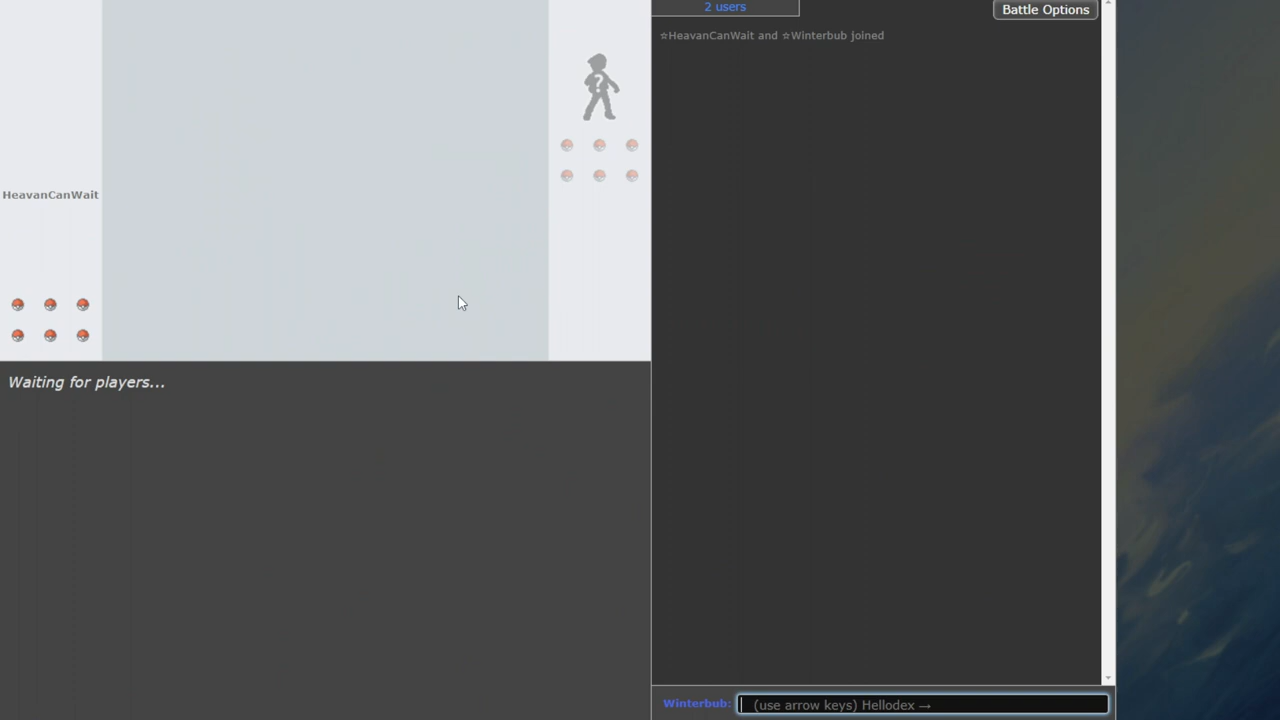 2 users
Battle Options
☆HeavanCanWait and ☆Winterbub joined
?
HeavanCanWait
Waiting for players...
Winterbub:
(use arrow keys) Hellodex →